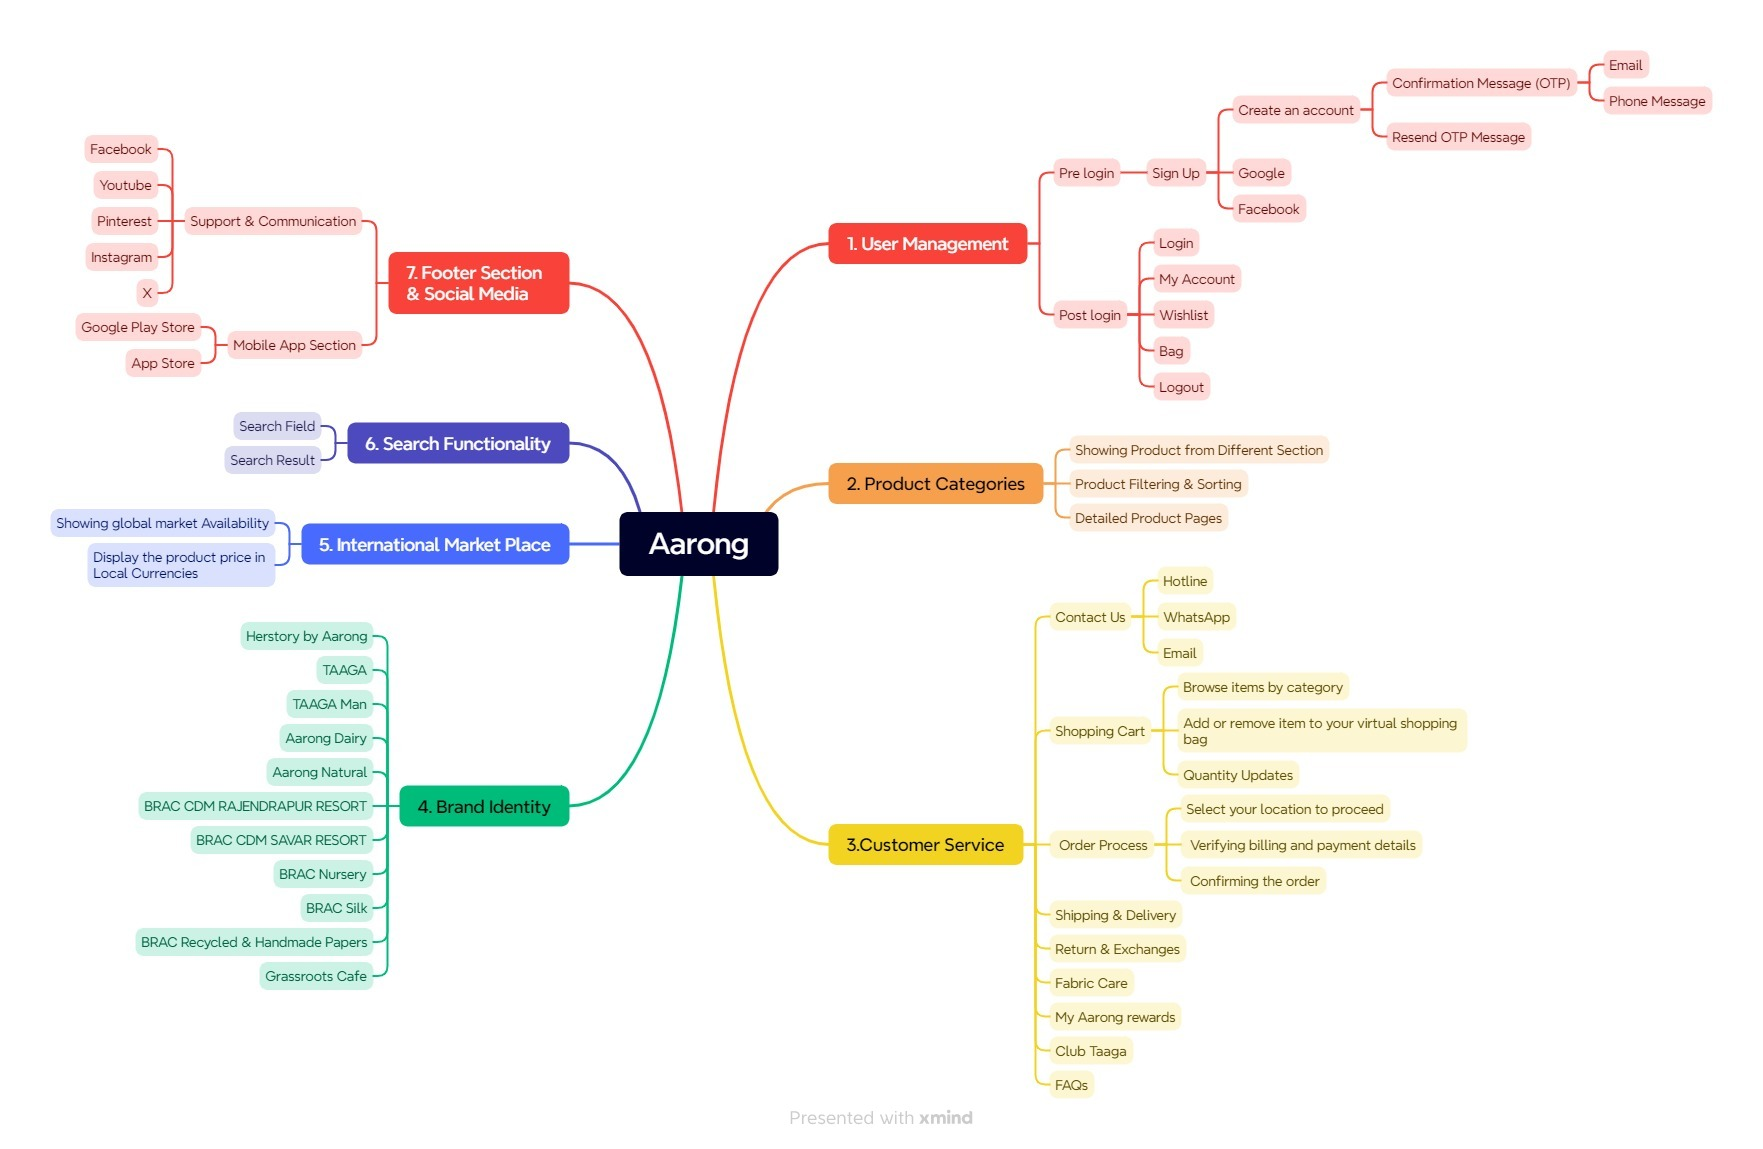 Aarong
1. User Management
Pre login
Sign Up
Create an account
Confirmation Message (OTP)
Email
Phone Message
Resend OTP Message
Google
Facebook
Post login
Login
My Account
Wishlist
Bag
Logout
2. Product Categories
Showing Product from Different Section
Product Filtering & Sorting
Detailed Product Pages
3.Customer Service
Contact Us
Hotline
WhatsApp
Email
Shopping Cart
Browse items by category
Add or remove item to your virtual shopping
bag
Quantity Updates
Order Process
Select your location to proceed
Verifying billing and payment details
Confirming the order
Shipping & Delivery
Return & Exchanges
Fabric Care
My Aarong rewards
Club Taaga
FAQs
4. Brand Identity
Herstory by Aarong
TAAGA
TAAGA Man
Aarong Dairy
Aarong Natural
BRAC CDM RAJENDRAPUR RESORT
BRAC CDM SAVAR RESORT
BRAC Nursery
BRAC Silk
BRAC Recycled & Handmade Papers
Grassroots Cafe
5. International Market Place
Showing global market Availability
Display the product price in
Local Currencies
6. Search Functionality
Search Field
Search Result
7. Footer Section
& Social Media
Support & Communication
Facebook
Youtube
Pinterest
Instagram
X
Mobile App Section
Google Play Store
App Store
Presented with xmind